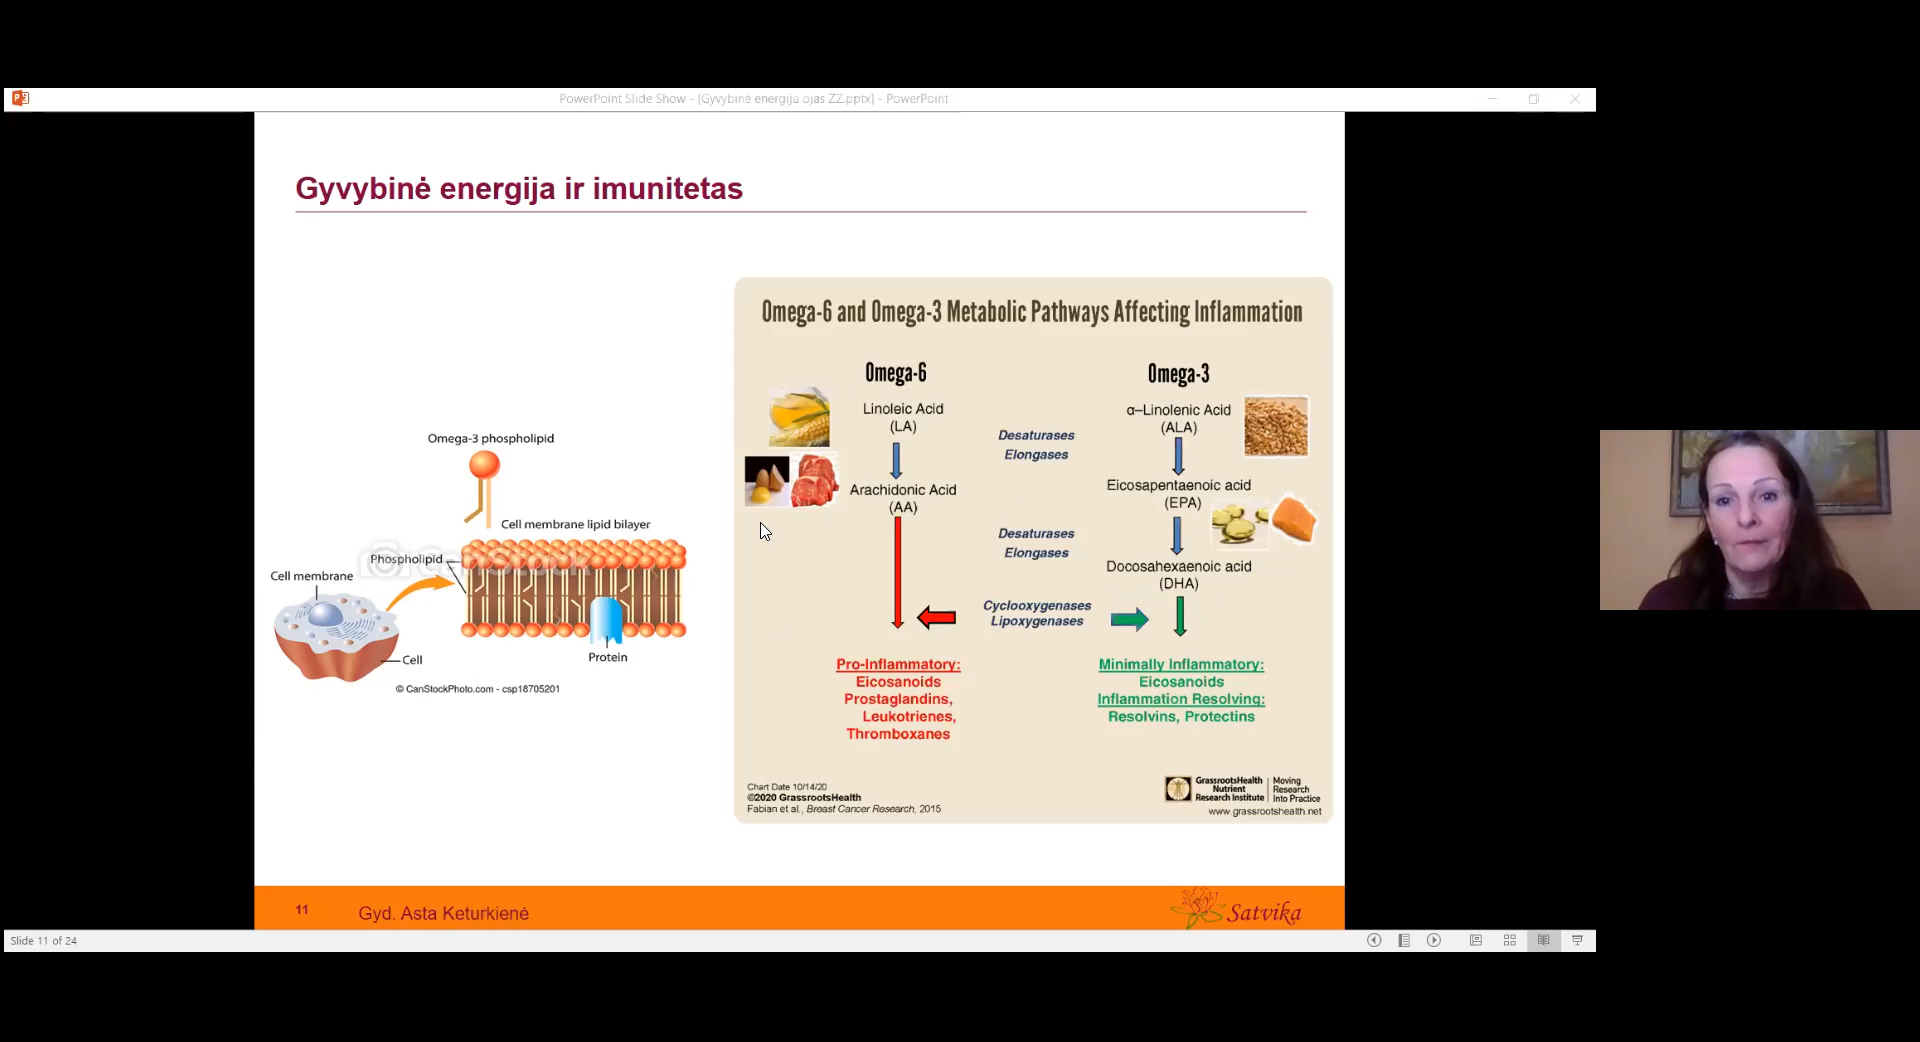 PowerPoint Slide Show - [Gyvybine energija ojas ZZ.pptx] - PowerPoint
Gyvybinė energija ir imunitetas
Omega-3 phospholipid
Cell membrane lipid bilayer
Phospholipid
Cell membrane
Cell
Protein
CanStock
© CanStockPhoto.com - csp18705201
Omega-6 and Omega-3 Metabolic Pathways Affecting Inflammation
Omega-6
Linoleic Acid
(LA)
Arachidonic Acid
(AA)
Pro-Inflammatory:
Eicosanoids
Prostaglandins,
Leukotrienes,
Thromboxanes
Desaturases
Elongases
Desaturases
Elongases
Cyclooxygenases
Lipoxygenases
Omega-3
α–Linolenic Acid
(ALA)
Eicosapentaenoic acid
(EPA)
Docosahexaenoic acid
(DHA)
Minimally Inflammatory:
Eicosanoids
Inflammation Resolving:
Resolvins, Protectins
Chart Date 10/14/20
©2020 GrassrootsHealth
Fabian et al., Breast Cancer Research, 2015
GrassrootsHealth
Nutrient
Research Institute
Moving
Research
Into Practice
www.grassrootshealth.net
11
Gyd. Asta Keturkienė
Satvika
Slide 11 of 24